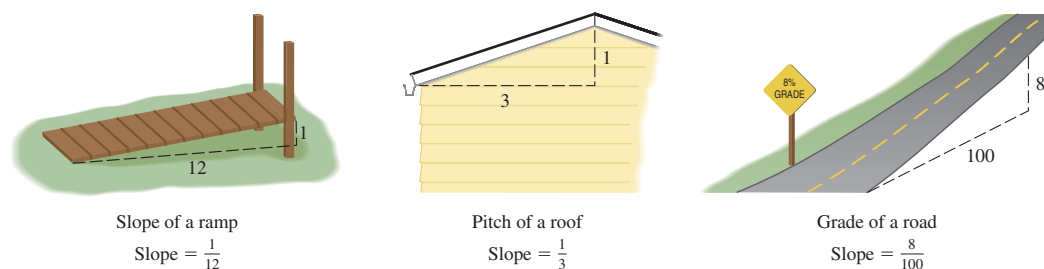 1
12
Slope of a ramp
Slope = 1/12
1
3
Pitch of a roof
Slope = 1/3
8%
GRADE
8
100
Grade of a road
Slope = 8/100